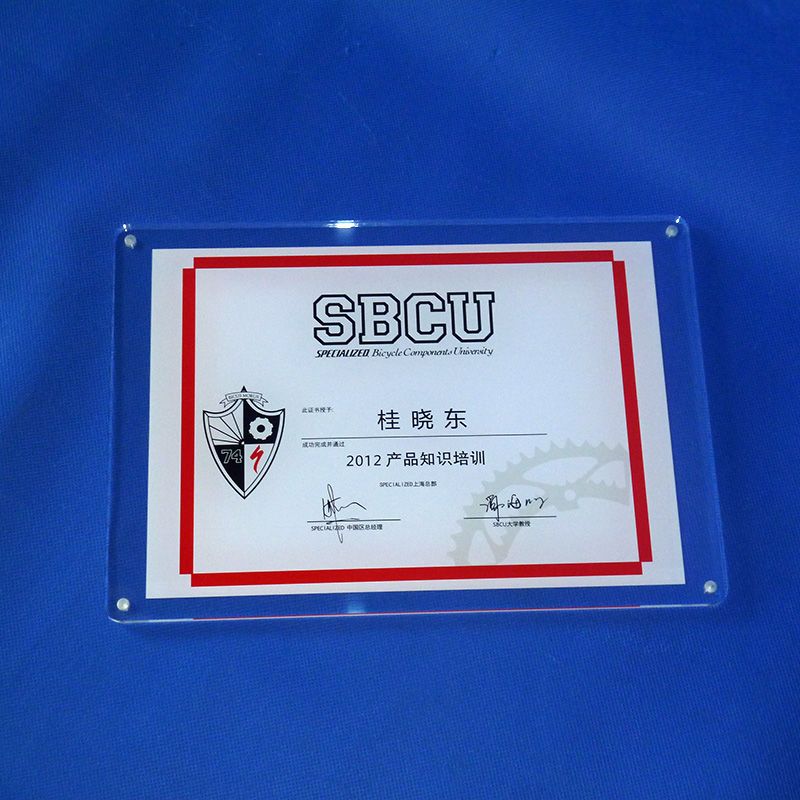 SBCU
SPECIALIZED Bicycle Components University
此证书授予:
桂晓东
成功完成并通过
2012 产品知识培训
SPECIALIZED上海总部
SPECIALIZED 中国区总经理
SBCU大学教授
74